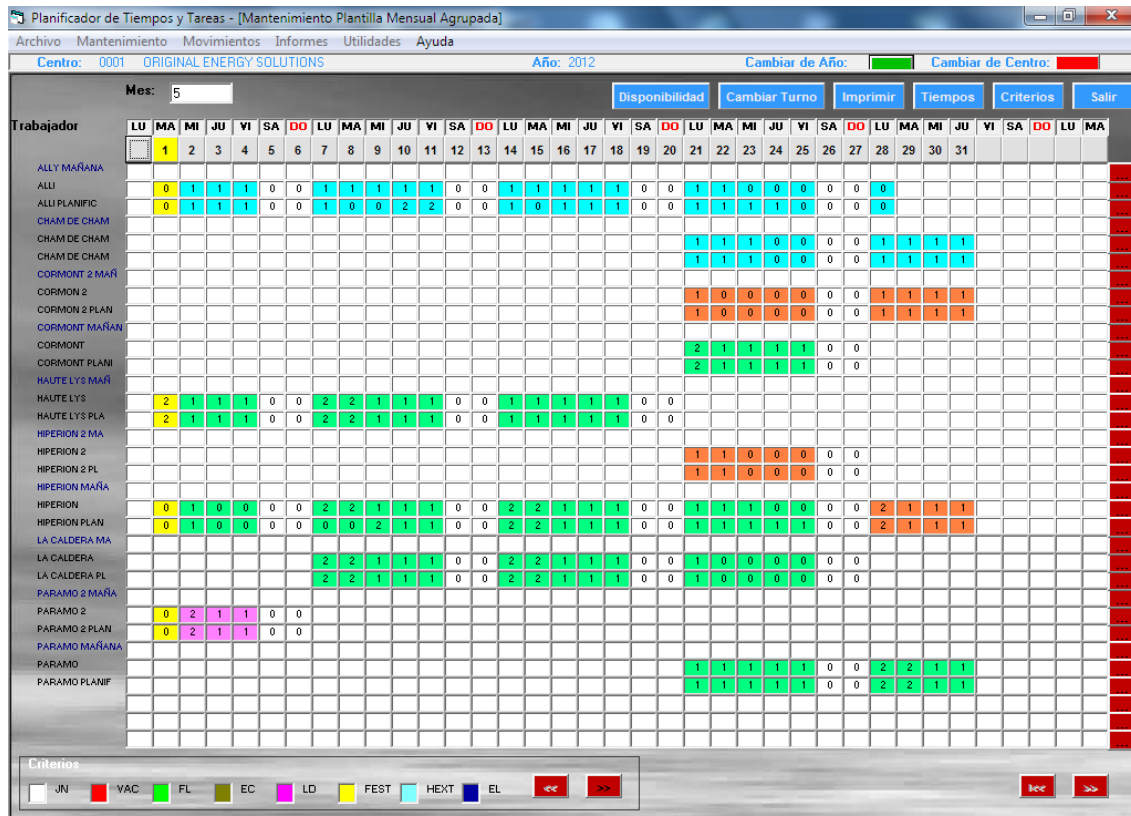 Planificador de Tiempos y Tareas - [Mantenimiento Plantilla Mensual Agrupada]
Archivo Mantenimiento Movimientos Informes Utilidades Ayuda
Centro: 0001 ORIGINAL ENERGY SOLUTIONS Año: 2012 Cambiar de Año: Cambiar de Centro:
Mes: 5
Disponibilidad Cambiar Turno Imprimir Tiempos Criterios Salir
Trabajador LU MA MI JU VI SA DO LU MA MI JU VI SA DO LU MA MI JU VI SA DO LU MA MI JU VI SA DO LU MA MI JU VI SA DO LU MA
1 2 3 4 5 6 7 8 9 10 11 12 13 14 15 16 17 18 19 20 21 22 23 24 25 26 27 28 29 30 31
ALLY MAÑANA
ALLI 0 1 1 1 0 0 1 1 1 1 1 0 0 1 1 1 1 1 0 0 1 1 0 0 0 0 0 0
ALLI PLANIFIC 0 1 1 1 0 0 1 0 0 2 2 0 0 1 0 1 1 1 0 0 1 1 1 1 0 0 0 0
CHAM DE CHAM
CHAM DE CHAM 1 1 1 0 0 0 0 1 1 1 1
CHAM DE CHAM 1 1 1 0 0 0 0 1 1 1 1
CORMONT 2 MAÑ
CORMON 2 1 0 0 0 0 0 0 1 1 1 1
CORMON 2 PLAN 1 0 0 0 0 0 0 1 1 1 1
CORMONT MAÑAN
CORMONT 2 1 1 1 1 0 0
CORMONT PLANI 2 1 1 1 1 0 0
HAUTE LYS MAÑ
HAUTE LYS 2 1 1 1 0 0 2 2 1 1 1 0 0 1 1 1 1 1 0 0
HAUTE LYS PLA 2 1 1 1 0 0 2 2 1 1 1 0 0 1 1 1 1 1 0 0
HIPERION 2 MA
HIPERION 2 1 1 0 0 0 0 0
HIPERION 2 PL 1 1 0 0 0 0 0
HIPERION MAÑA
HIPERION 0 1 0 0 0 0 2 2 1 1 1 0 0 2 2 1 1 1 0 0 1 1 1 0 0 0 0 2 1 1 1
HIPERION PLAN 0 1 0 0 0 0 0 0 2 1 1 0 0 2 2 1 1 1 0 0 1 1 1 1 1 0 0 2 1 1 1
LA CALDERA MA
LA CALDERA 2 2 1 1 1 0 0 2 2 1 1 1 0 0 1 0 0 0 0 0 0
LA CALDERA PL 2 2 1 1 1 0 0 2 2 1 1 1 0 0 1 0 0 0 0 0 0
PARAMO 2 MAÑA
PARAMO 2 0 2 1 1 0 0
PARAMO 2 PLAN 0 2 1 1 0 0
PARAMO MAÑANA
PARAMO 1 1 1 1 1 0 0 2 2 1 1
PARAMO PLANIF 1 1 1 1 1 0 0 2 2 1 1
Criterios
JN VAC FL EC LD FEST HEXT EL << >> |<< >>